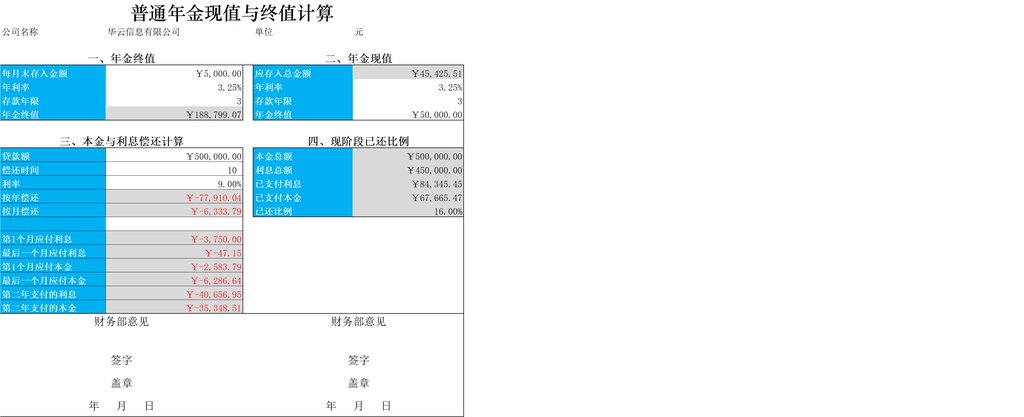 普通年金现值与终值计算
公司名称 华云信息有限公司 单位 元
一、年金终值 二、年金现值
每月末存入金额 ￥5,000.00 应存入总金额 ￥45,425.51
年利率 3.25% 年利率 3.25%
存款年限 3 存款年限 3
年金终值 ￥188,799.07 年金终值 ￥50,000.00
三、本金与利息偿还计算 四、现阶段已还比例
贷款额 ￥500,000.00 本金总额 ￥500,000.00
偿还时间 10 利息总额 ￥450,000.00
利率 9.00% 已支付利息 ￥84,345.45
按年偿还 ￥-77,910.04 已支付本金 ￥67,665.47
按月偿还 ￥-6,333.79 已还比例 16.00%
第1个月应付利息 ￥-3,750.00
最后一个月应付利息 ￥-47.15
第1个月应付本金 ￥-2,583.79
最后一个月应付本金 ￥-6,286.64
第二年支付的利息 ￥-40,656.95
第二年支付的本金 ￥-35,348.51
财务部意见 财务部意见
签字 签字
盖章 盖章
年 月 日 年 月 日